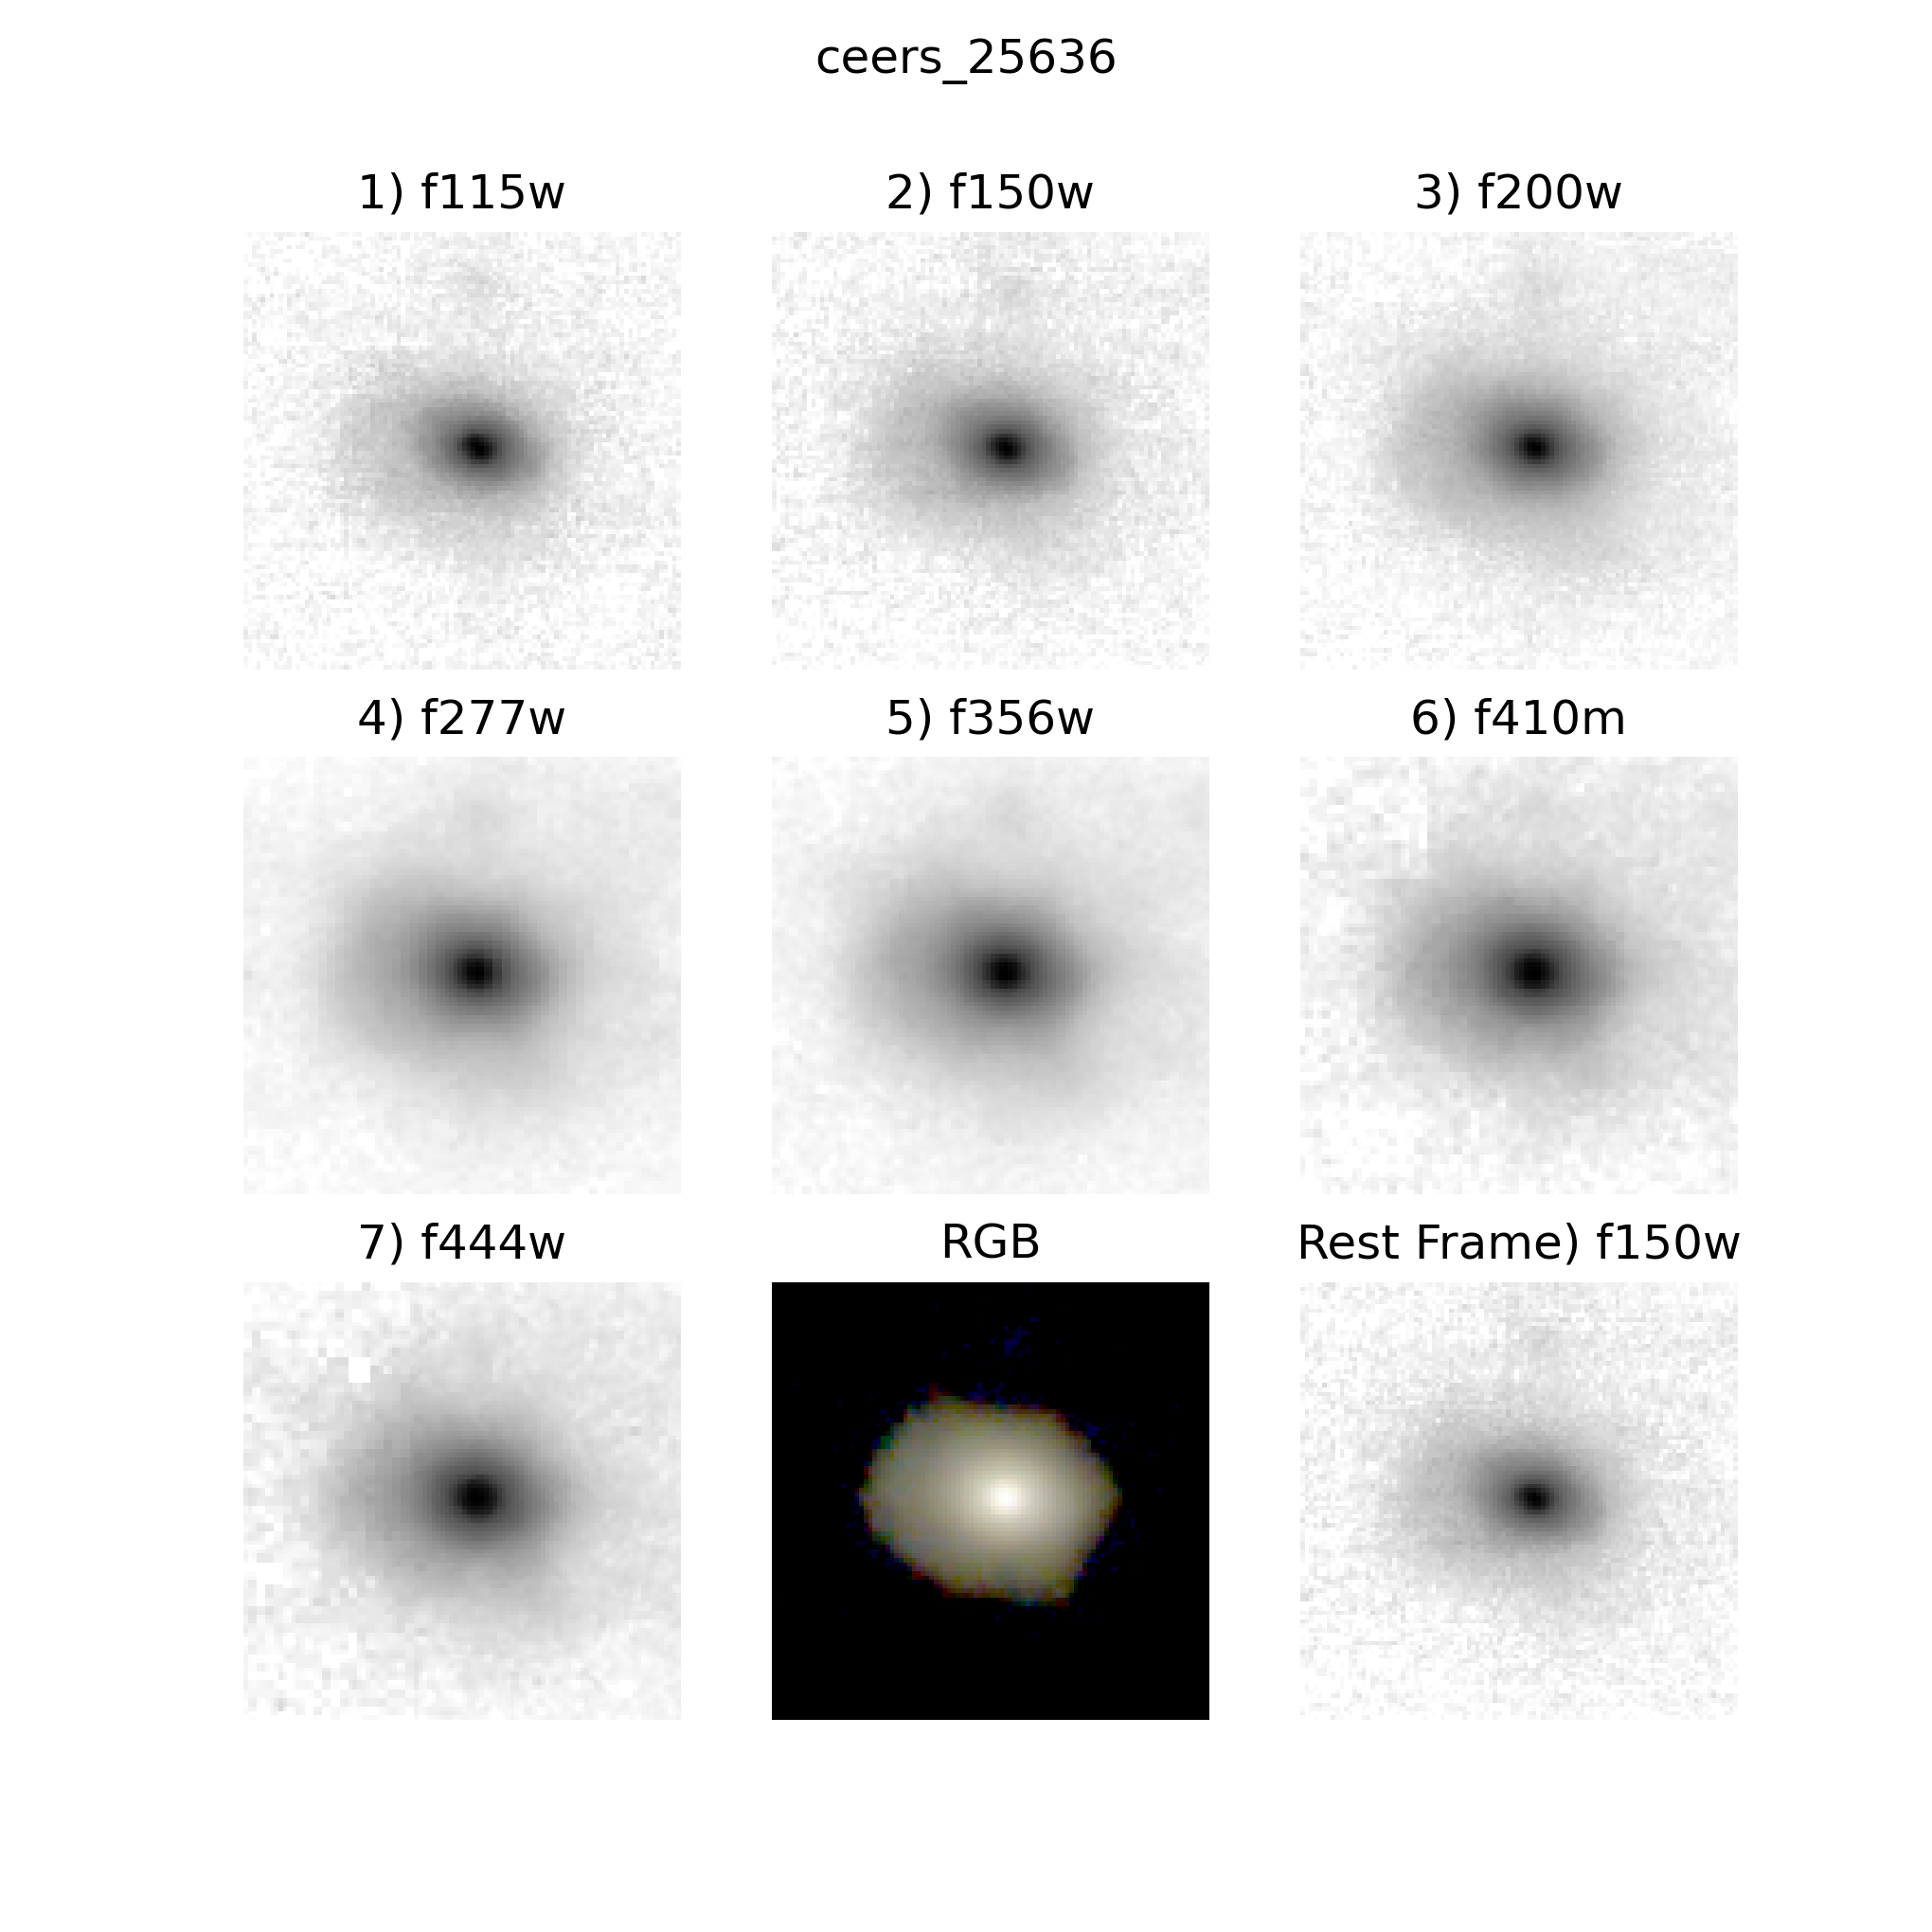 ceers_25636
1) f115w
2) f150w
3) f200w
4) f277w
5) f356w
6) f410m
7) f444w
RGB
Rest Frame) f150w